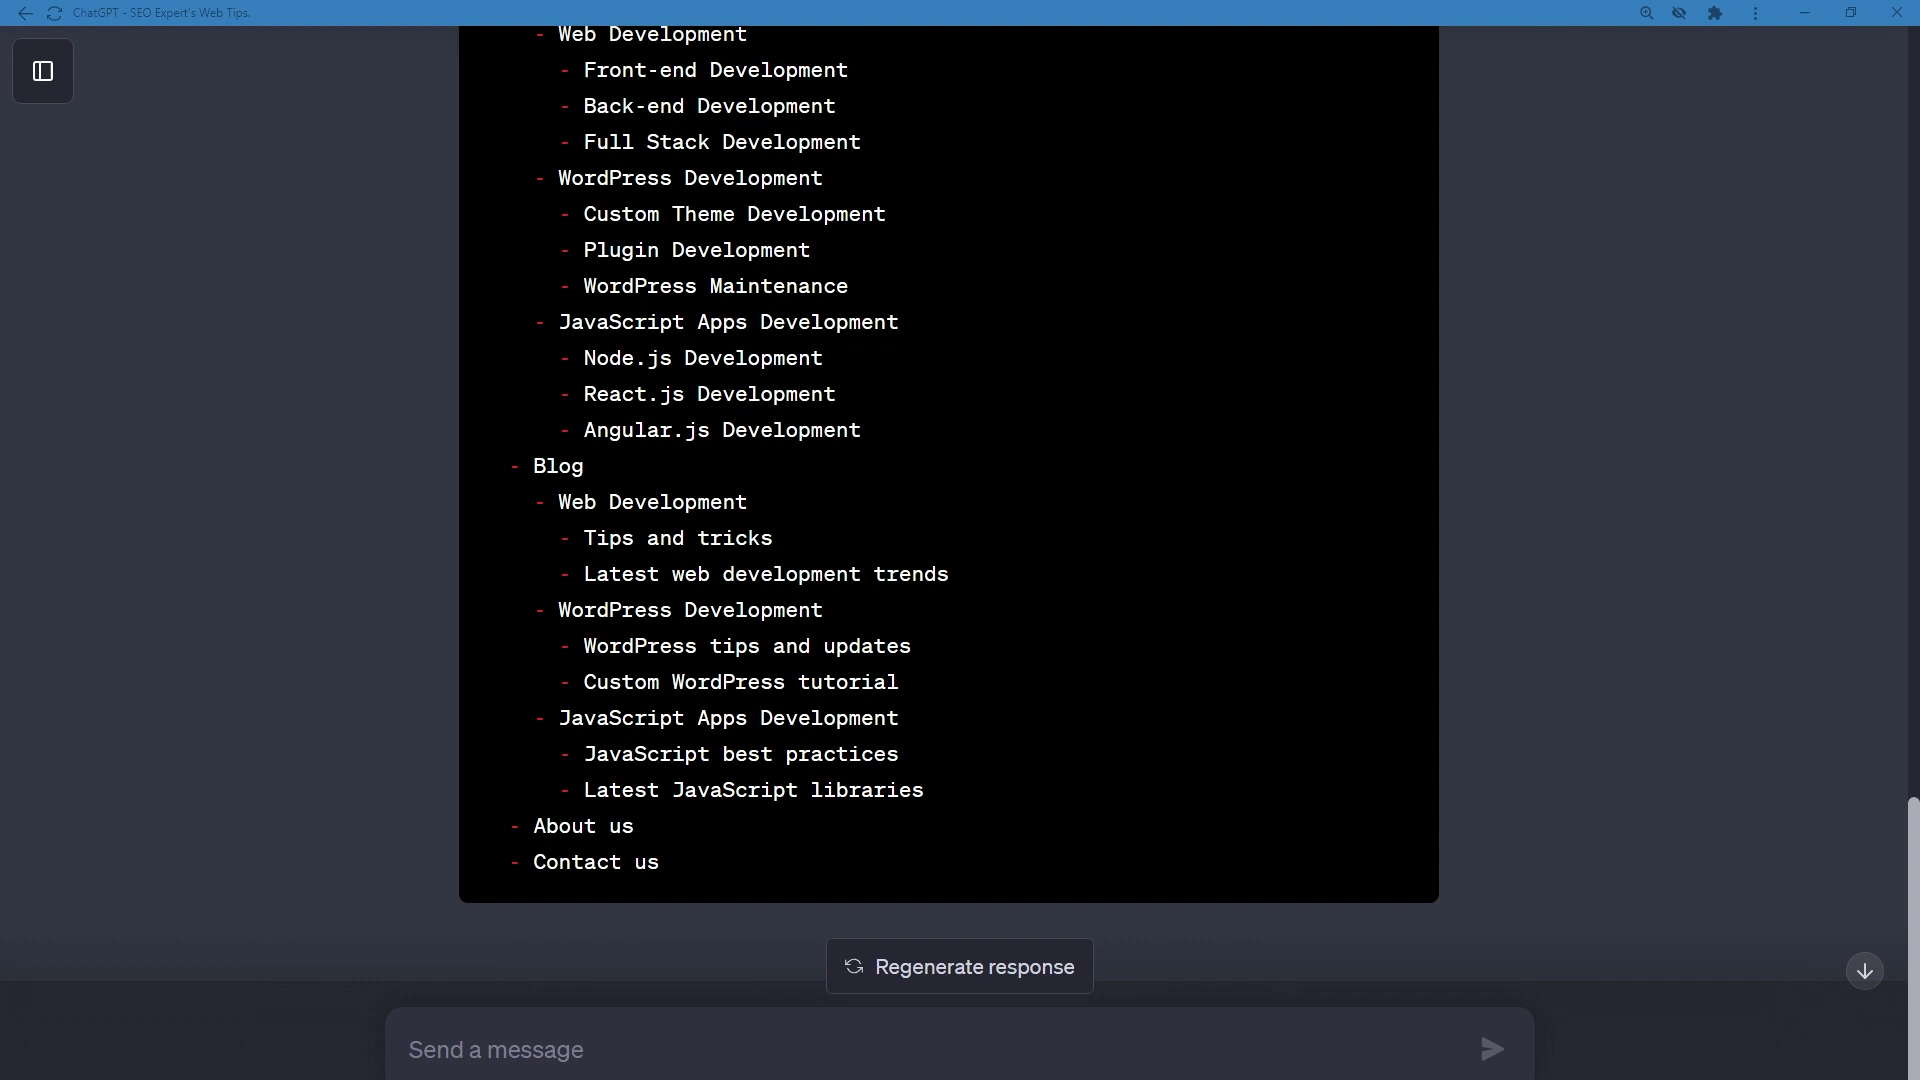 ChatGPT - SEO Expert's Web Tips.
- Web Development
- Front-end Development
- Back-end Development
- Full Stack Development
- WordPress Development
- Custom Theme Development
- Plugin Development
- WordPress Maintenance
- JavaScript Apps Development
- Node.js Development
- React.js Development
- Angular.js Development
- Blog
- Web Development
- Tips and tricks
- Latest web development trends
- WordPress Development
- WordPress tips and updates
- Custom WordPress tutorial
- JavaScript Apps Development
- JavaScript best practices
- Latest JavaScript libraries
- About us
- Contact us
Regenerate response
Send a message